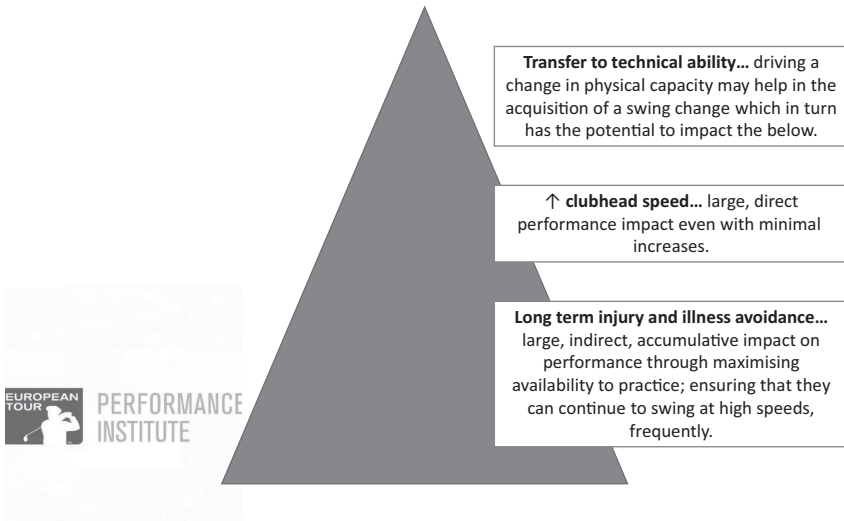 Transfer to technical ability... driving a
change in physical capacity may help in the
acquisition of a swing change which in turn
has the potential to impact the below.
↑ clubhead speed... large, direct
performance impact even with minimal
increases.
Long term injury and illness avoidance...
large, indirect, accumulative impact on
performance through maximising
availability to practice; ensuring that they
can continue to swing at high speeds,
frequently.
EUROPEAN
TOUR
PERFORMANCE
INSTITUTE